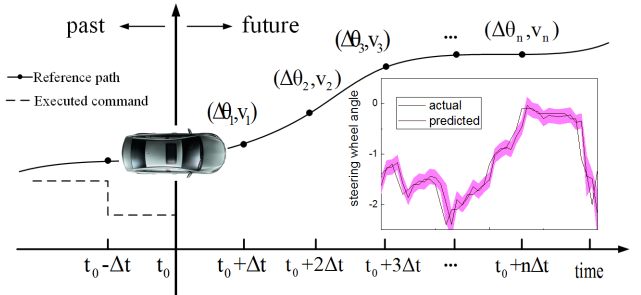 past future
Reference path
Executed command
(Δθ₁,v₁)
(Δθ₂, v₂)
(Δθ₃, v₃)
...
(Δθₙ, vₙ)
steering wheel angle
0
-1
-2
actual
predicted
t₀-Δt t₀ t₀+Δt t₀+2Δt t₀+3Δt ... t₀+nΔt time